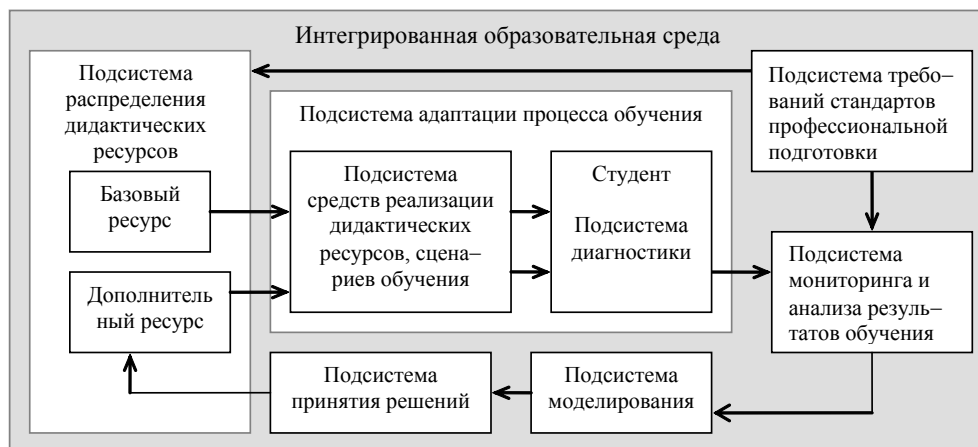 Интегрированная образовательная среда
Подсистема
распределения
дидактических
ресурсов
Базовый
ресурс
Дополнитель
ный ресурс
Подсистема адаптации процесса обучения
Подсистема
средств реализации
дидактических
ресурсов, сцена–
риев обучения
Студент
Подсистема
диагностики
Подсистема требо–
ваний стандартов
профессиональной
подготовки
Подсистема
мониторинга и
анализа резуль–
татов обучения
Подсистема
принятия решений
Подсистема
моделирования